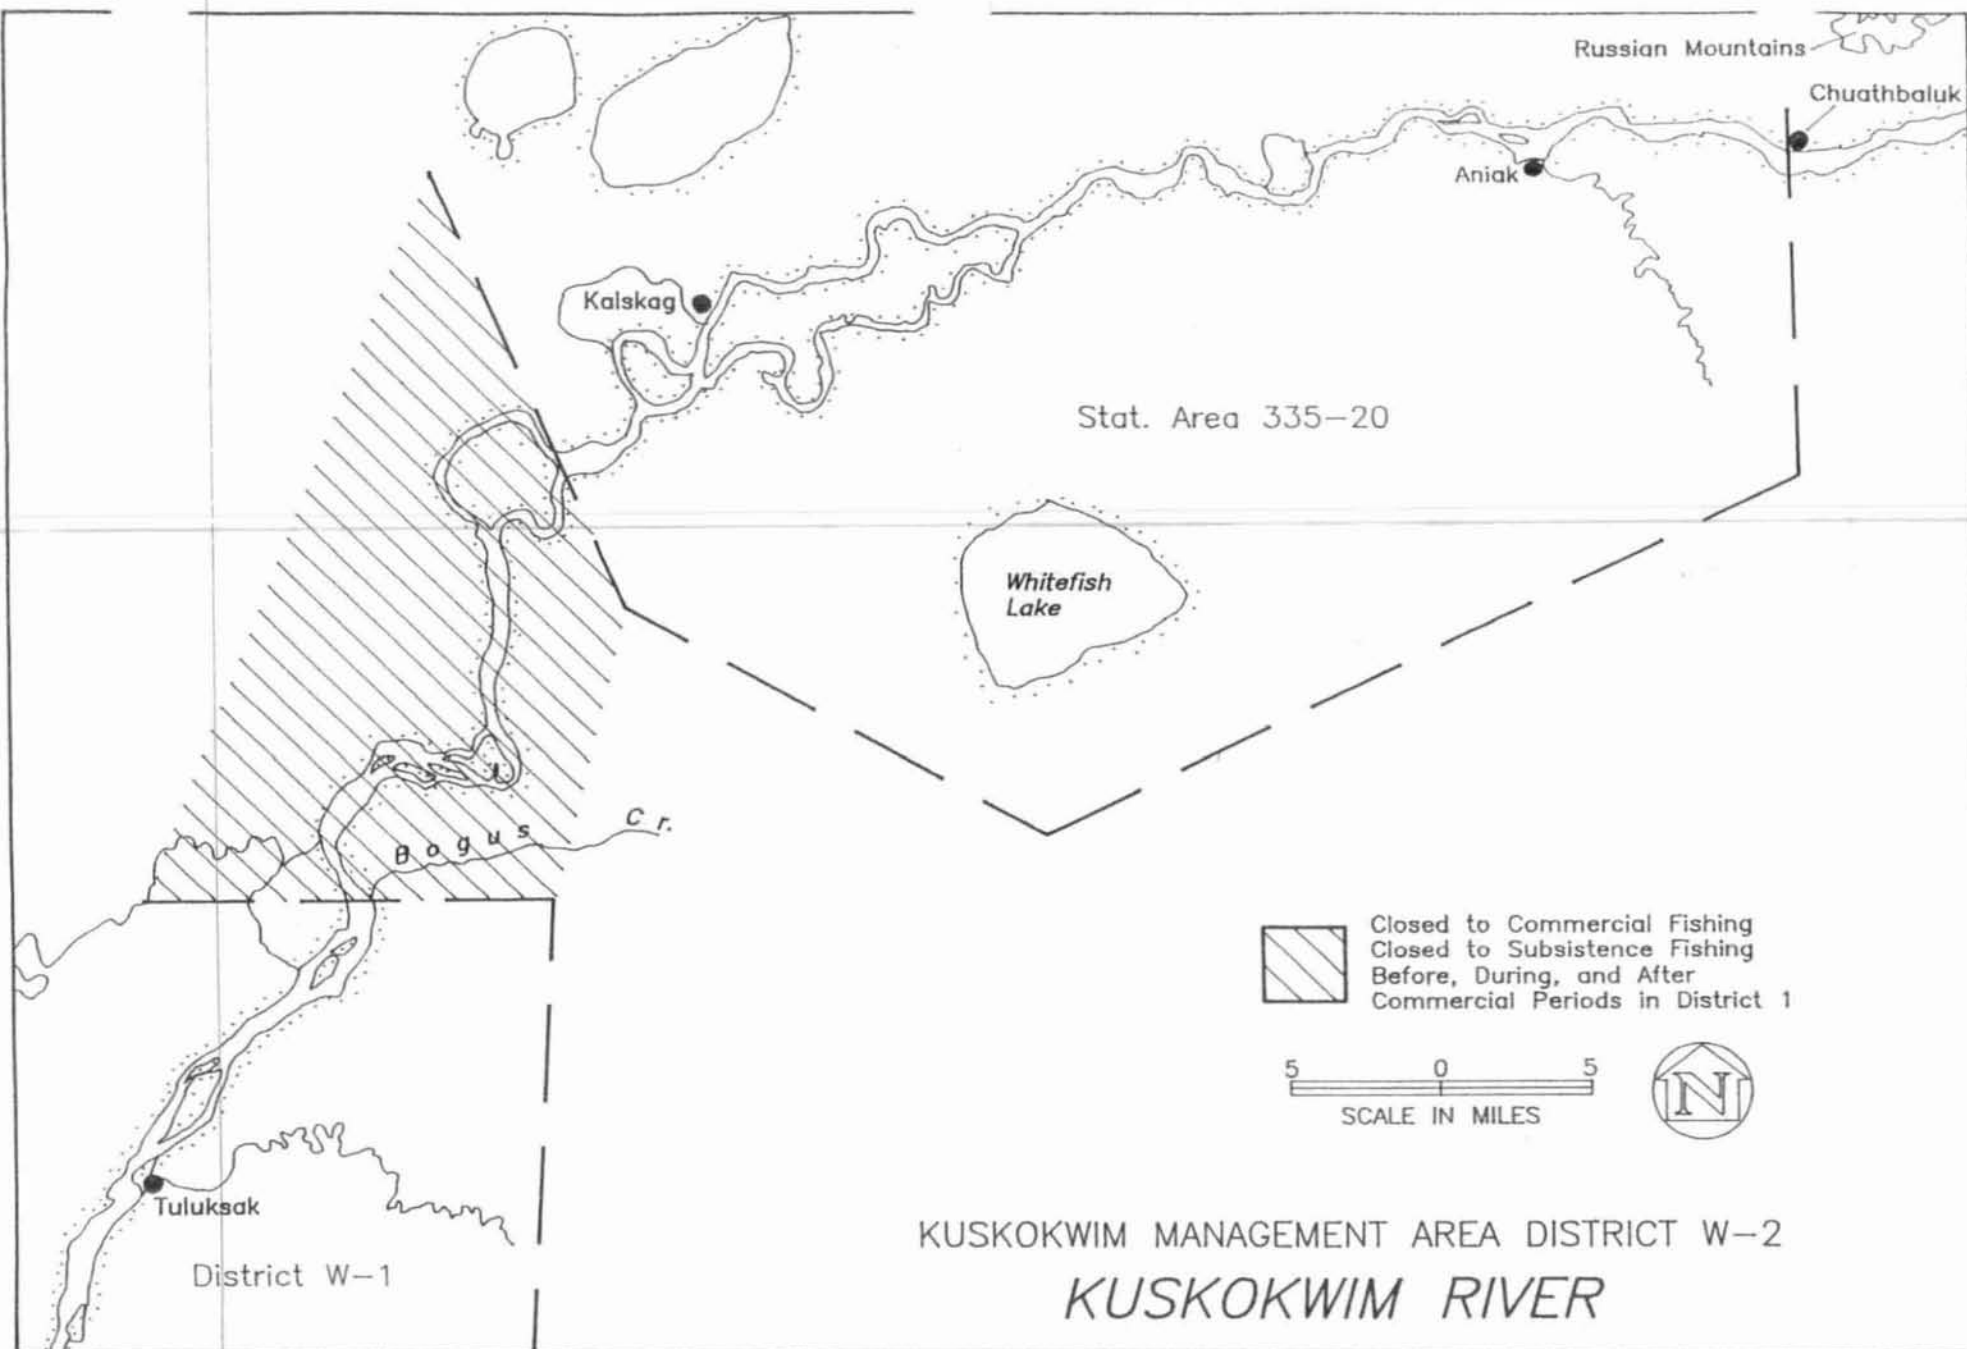 Russian Mountains
Chuathbaluk
Aniak
Kalskag
Stat. Area 335-20
Whitefish
Lake
Bogus Cr.
Closed to Commercial Fishing
Closed to Subsistence Fishing
Before, During, and After
Commercial Periods in District 1
5 0 5
SCALE IN MILES
N
Tuluksak
District W-1
KUSKOKWIM MANAGEMENT AREA DISTRICT W-2
KUSKOKWIM RIVER